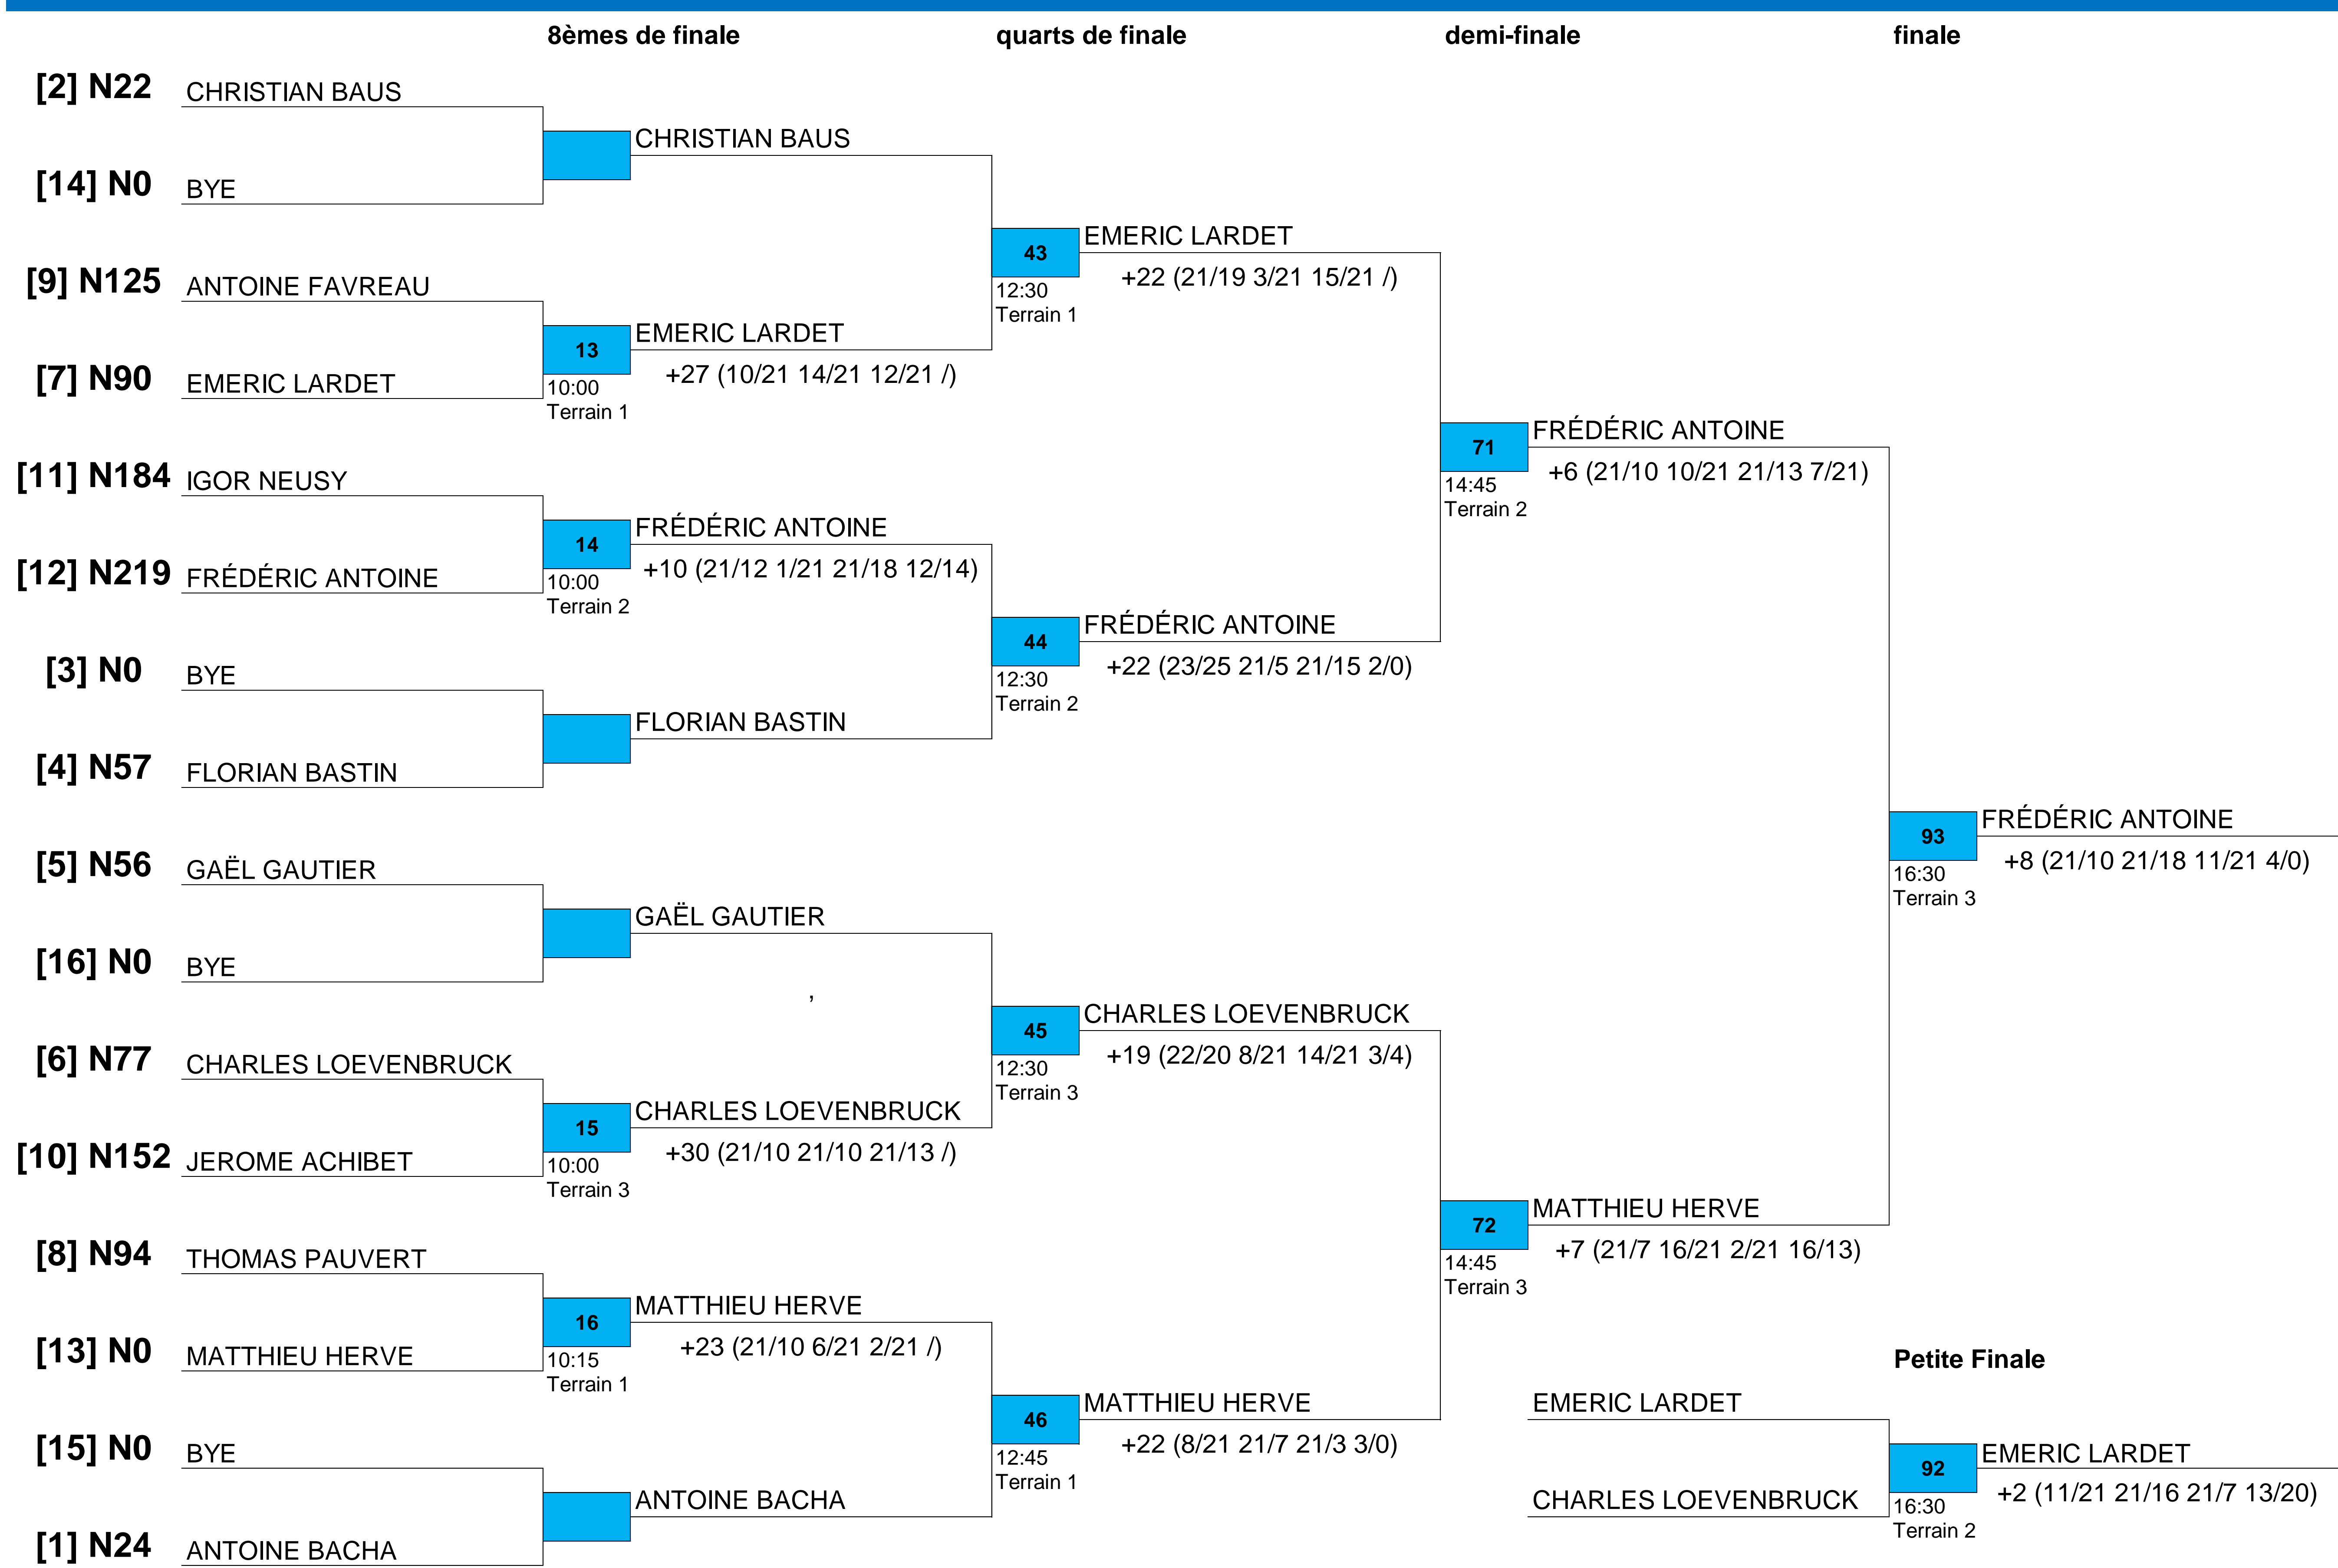 8èmes de finale quarts de finale demi-finale finale
[2] N22 CHRISTIAN BAUS
CHRISTIAN BAUS
[14] N0 BYE
43 EMERIC LARDET
+22 (21/19 3/21 15/21 /)
12:30
Terrain 1
[9] N125 ANTOINE FAVREAU
13 EMERIC LARDET
+27 (10/21 14/21 12/21 /)
[7] N90 EMERIC LARDET
10:00
Terrain 1
71 FRÉDÉRIC ANTOINE
+6 (21/10 10/21 21/13 7/21)
14:45
Terrain 2
[11] N184 IGOR NEUSY
14 FRÉDÉRIC ANTOINE
+10 (21/12 1/21 21/18 12/14)
[12] N219 FRÉDÉRIC ANTOINE
10:00
Terrain 2
44 FRÉDÉRIC ANTOINE
+22 (23/25 21/5 21/15 2/0)
12:30
Terrain 2
[3] N0 BYE
FLORIAN BASTIN
[4] N57 FLORIAN BASTIN
93 FRÉDÉRIC ANTOINE
+8 (21/10 21/18 11/21 4/0)
16:30
Terrain 3
[5] N56 GAËL GAUTIER
GAËL GAUTIER
[16] N0 BYE
,
45 CHARLES LOEVENBRUCK
+19 (22/20 8/21 14/21 3/4)
12:30
Terrain 3
[6] N77 CHARLES LOEVENBRUCK
15 CHARLES LOEVENBRUCK
+30 (21/10 21/10 21/13 /)
[10] N152 JEROME ACHIBET
10:00
Terrain 3
72 MATTHIEU HERVE
+7 (21/7 16/21 2/21 16/13)
14:45
Terrain 3
[8] N94 THOMAS PAUVERT
16 MATTHIEU HERVE
+23 (21/10 6/21 2/21 /)
[13] N0 MATTHIEU HERVE
10:15
Terrain 1
46 MATTHIEU HERVE
+22 (8/21 21/7 21/3 3/0)
12:45
Terrain 1
[15] N0 BYE
ANTOINE BACHA
[1] N24 ANTOINE BACHA
Petite Finale
EMERIC LARDET
92 EMERIC LARDET
+2 (11/21 21/16 21/7 13/20)
CHARLES LOEVENBRUCK
16:30
Terrain 2